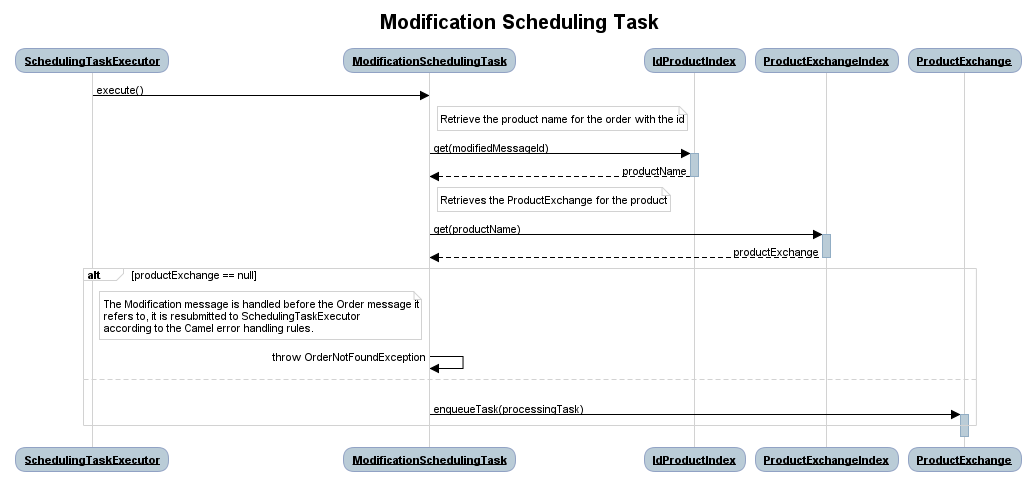 Modification Scheduling Task
SchedulingTaskExecutor
ModificationSchedulingTask
IdProductIndex
ProductExchangeIndex
ProductExchange
execute()
Retrieve the product name for the order with the id
get(modifiedMessageId)
productName
Retrieves the ProductExchange for the product
get(productName)
productExchange
alt
[productExchange == null]
The Modification message is handled before the Order message it
refers to, it is resubmitted to SchedulingTaskExecutor
according to the Camel error handling rules.
throw OrderNotFoundException
enqueueTask(processingTask)
SchedulingTaskExecutor
ModificationSchedulingTask
IdProductIndex
ProductExchangeIndex
ProductExchange